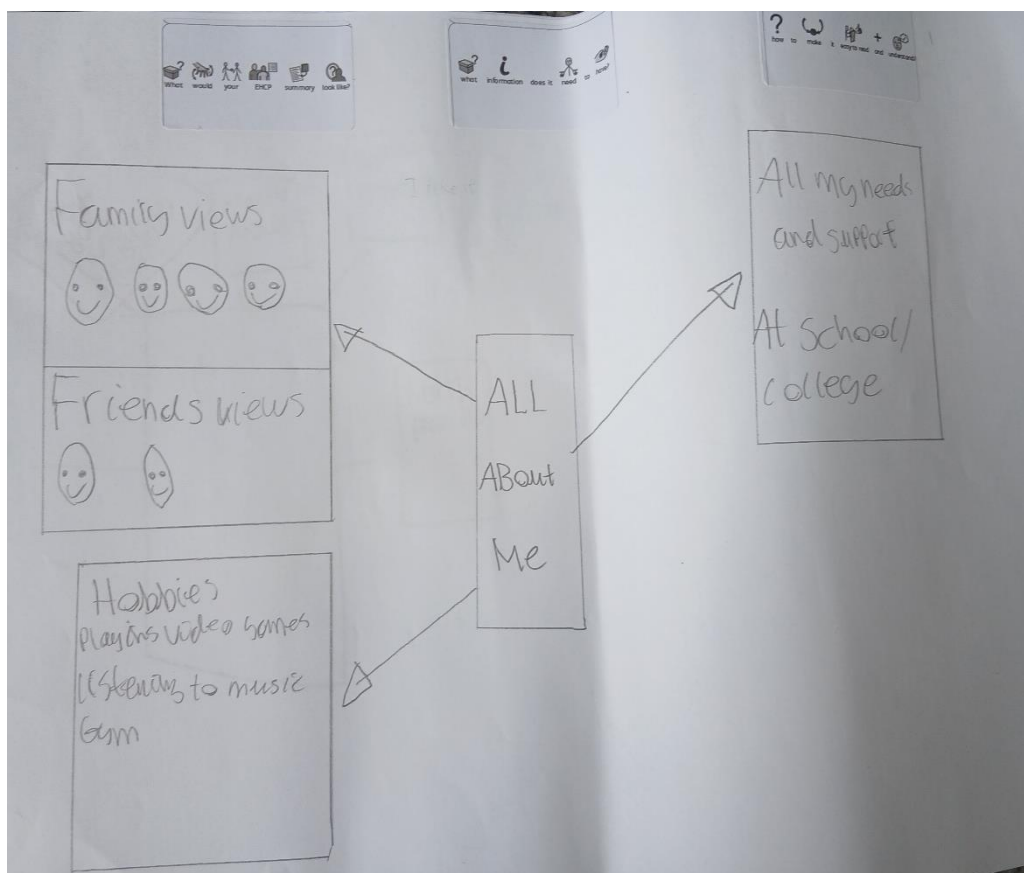 What would your EHCP summary look like?
what information does it need to have?
how to make it easy to read and understand
Family views
Friends views
Hobbies
Playing video games
Listening to music
Gym
ALL
ABout
Me
All my needs
and support
At School/
college